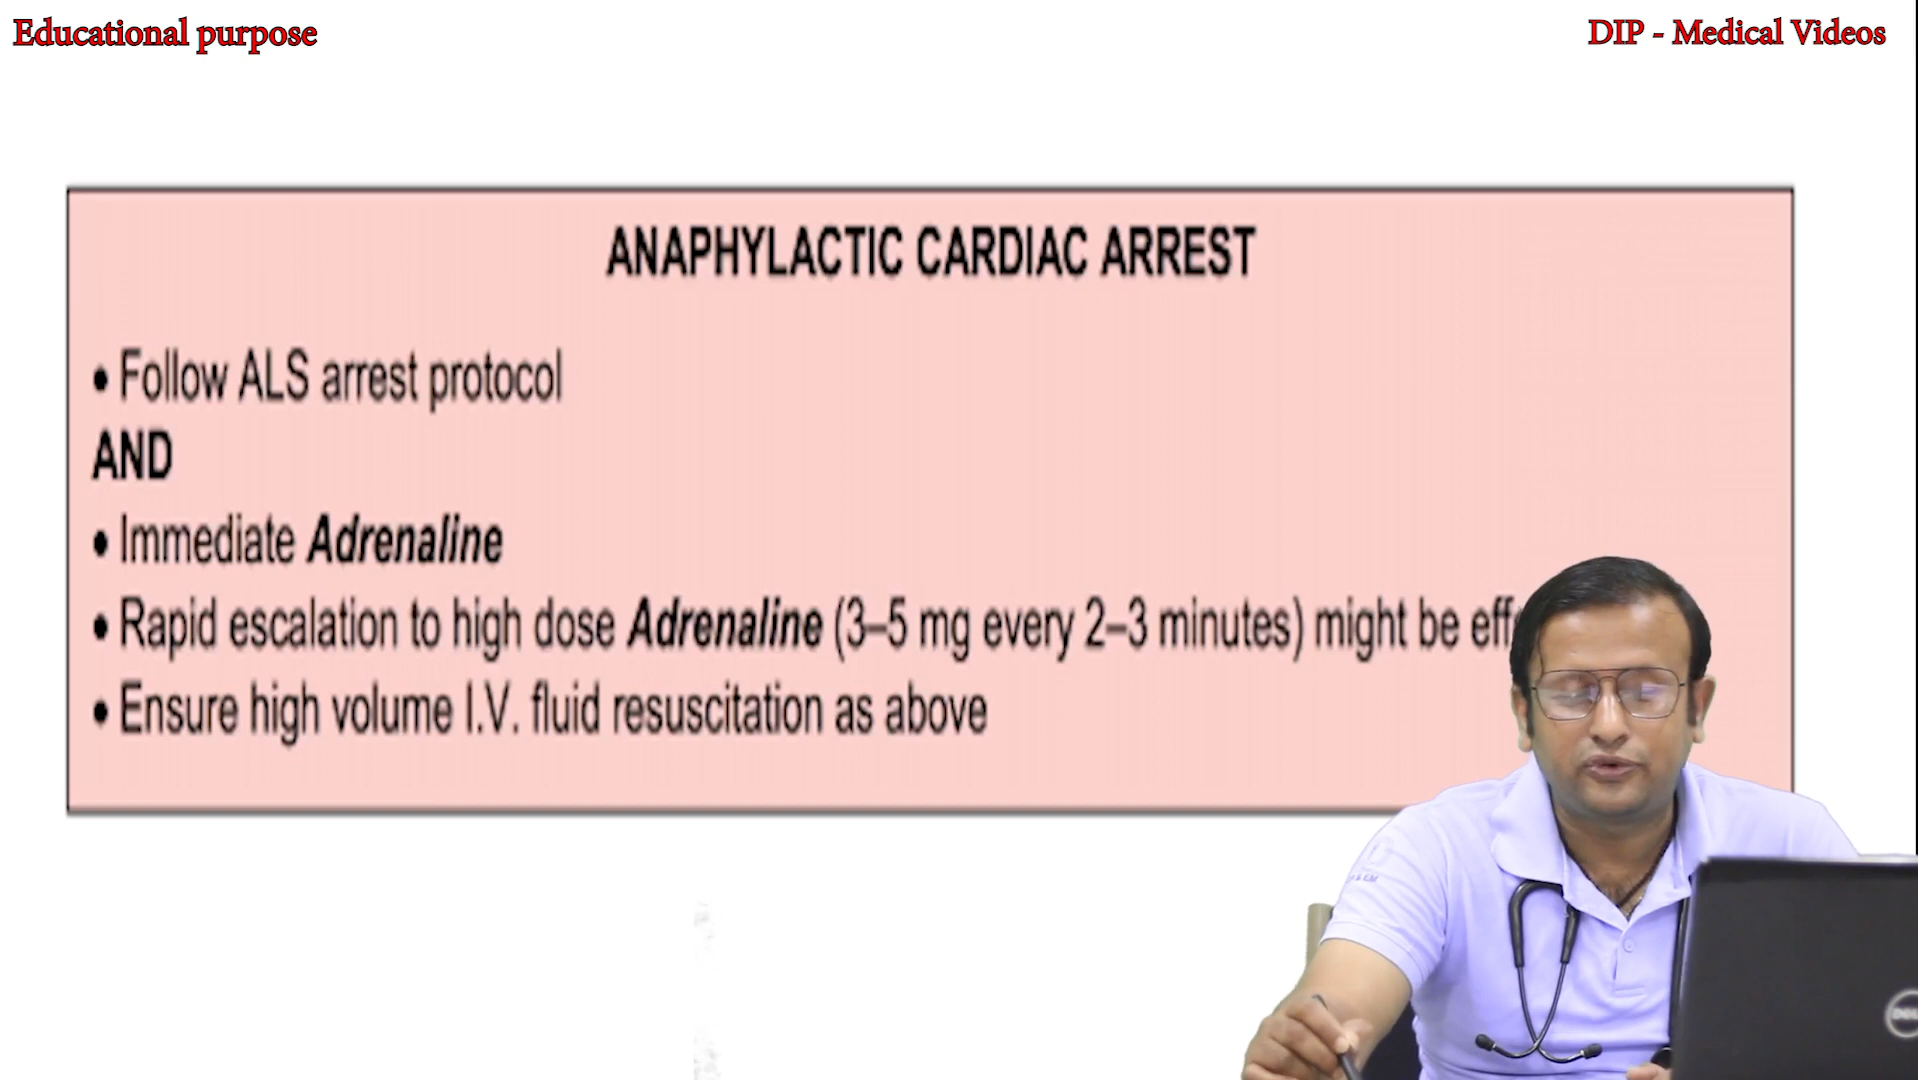 Educational purpose
DIP - Medical Videos
ANAPHYLACTIC CARDIAC ARREST
• Follow ALS arrest protocol
AND
• Immediate Adrenaline
• Rapid escalation to high dose Adrenaline (3–5 mg every 2–3 minutes) might be
• Ensure high volume I.V. fluid resuscitation as above
DELL